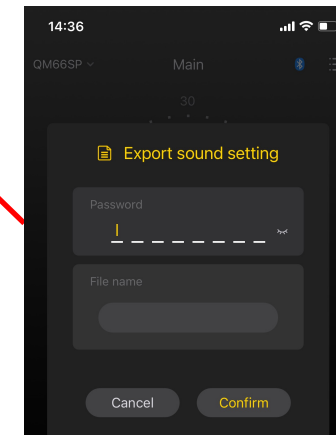 14:36
QM66SP Main
30
Export sound setting
Password
File name
Cancel Confirm